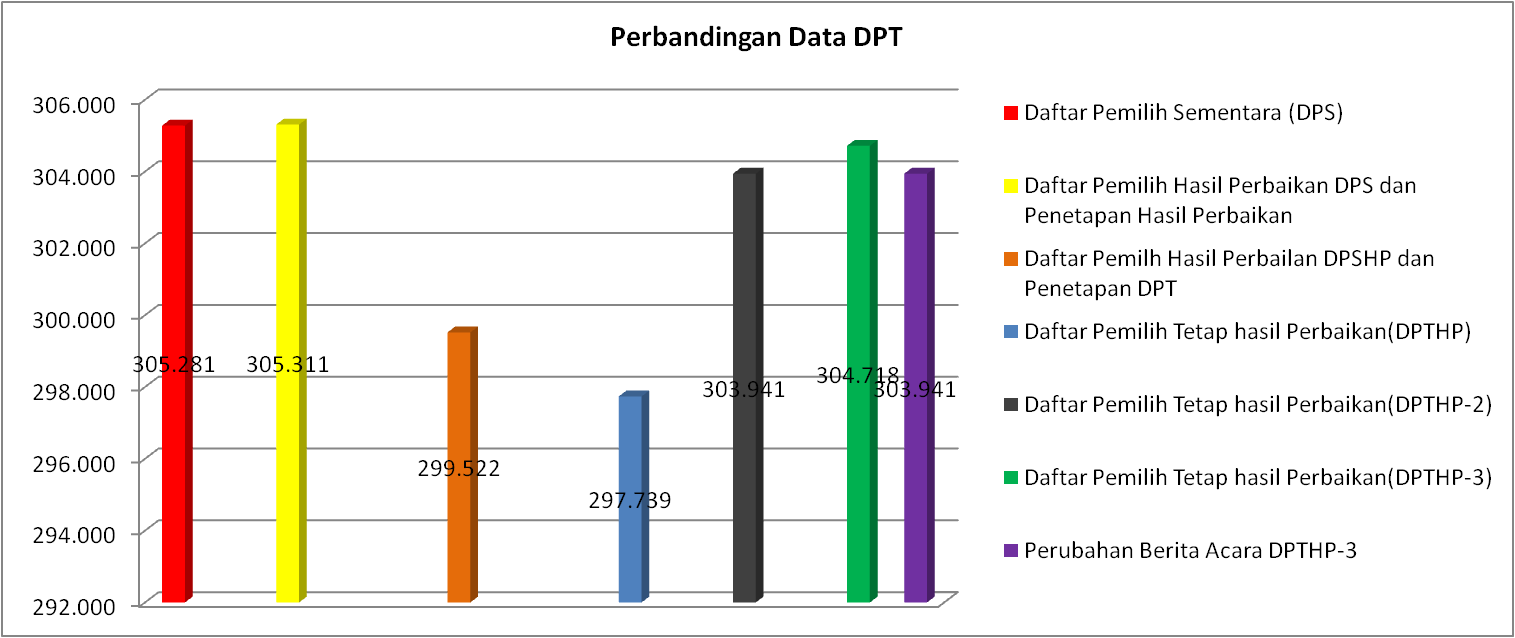 Perbandingan Data DPT
306.000
304.000
302.000
300.000
298.000
296.000
294.000
292.000
305.281
305.311
299.522
297.739
303.941
304.718
303.941
Daftar Pemilih Sementara (DPS)
Daftar Pemilih Hasil Perbaikan DPS dan
Penetapan Hasil Perbaikan
Daftar Pemilh Hasil Perbailan DPSHP dan
Penetapan DPT
Daftar Pemilih Tetap hasil Perbaikan(DPTHP)
Daftar Pemilih Tetap hasil Perbaikan(DPTHP-2)
Daftar Pemilih Tetap hasil Perbaikan(DPTHP-3)
Perubahan Berita Acara DPTHP-3